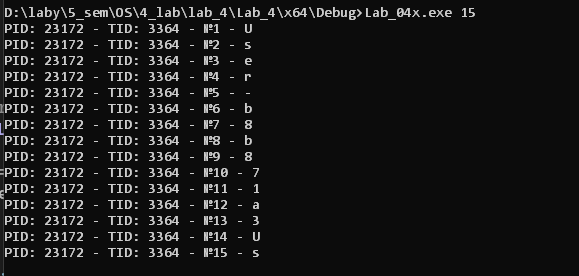 D:\laby\5_sem\OS\4_lab\lab_4\Lab_4\x64\Debug>Lab_04x.exe 15
PID: 23172 - TID: 3364 - №1 - U
PID: 23172 - TID: 3364 - №2 - s
PID: 23172 - TID: 3364 - №3 - e
PID: 23172 - TID: 3364 - №4 - r
PID: 23172 - TID: 3364 - №5 - -
PID: 23172 - TID: 3364 - №6 - b
PID: 23172 - TID: 3364 - №7 - 8
PID: 23172 - TID: 3364 - №8 - b
PID: 23172 - TID: 3364 - №9 - 8
PID: 23172 - TID: 3364 - №10 - 7
PID: 23172 - TID: 3364 - №11 - 1
PID: 23172 - TID: 3364 - №12 - a
PID: 23172 - TID: 3364 - №13 - 3
PID: 23172 - TID: 3364 - №14 - U
PID: 23172 - TID: 3364 - №15 - s